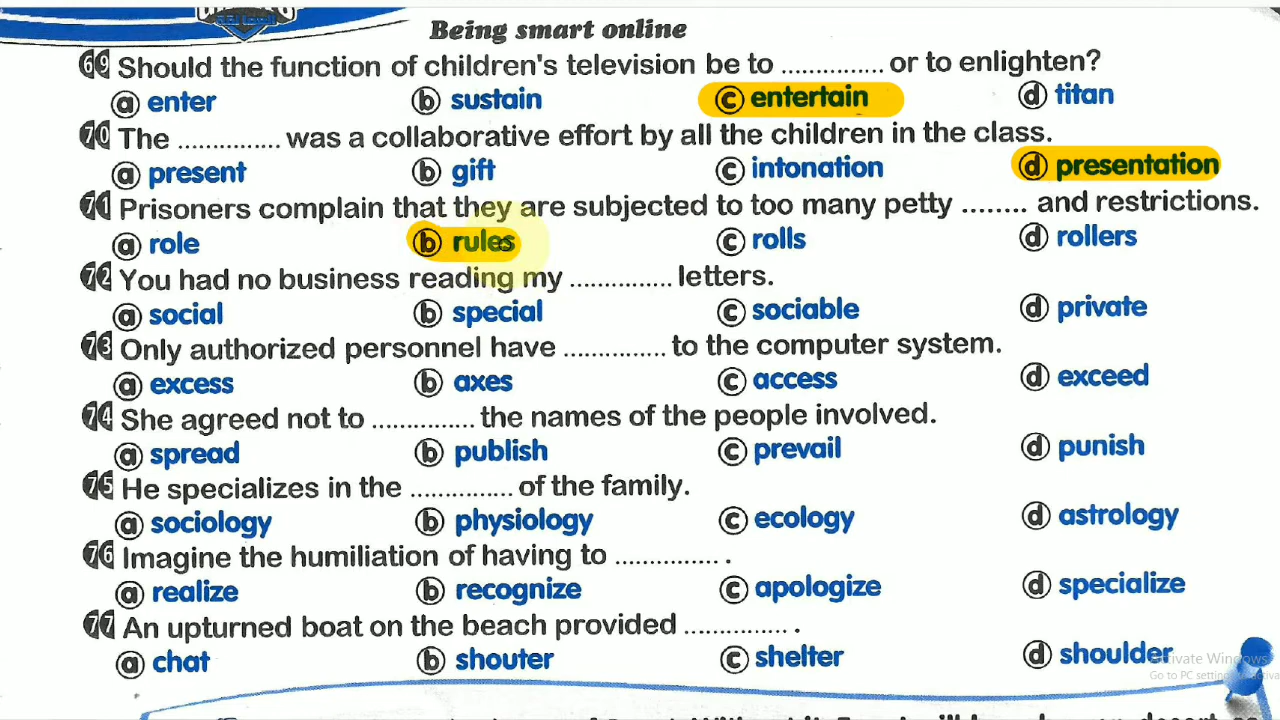 Being smart online
69 Should the function of children's television be to ............... or to enlighten?
a enter b sustain c entertain d titan
70 The ............... was a collaborative effort by all the children in the class.
a present b gift c intonation d presentation
71 Prisoners complain that they are subjected to too many petty ........ and restrictions.
a role b rules c rolls d rollers
72 You had no business reading my ............... letters.
a social b special c sociable d private
73 Only authorized personnel have ............... to the computer system.
a excess b axes c access d exceed
74 She agreed not to ............... the names of the people involved.
a spread b publish c prevail d punish
75 He specializes in the ............... of the family.
a sociology b physiology c ecology d astrology
76 Imagine the humiliation of having to ............... .
a realize b recognize c apologize d specialize
77 An upturned boat on the beach provided ............... .
a chat b shouter c shelter d shoulder
Activate Windows
Go to PC settings